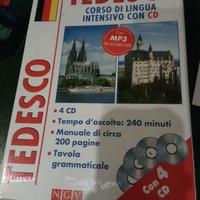 TEDESCO
CORSO DI LINGUA
INTENSIVO CON CD
Con
MP3
TEDESCO
• 4 CD
• Tempo d'ascolto: 240 minuti
• Manuale di circa
200 pagine
• Tavola
grammaticale
Con 4
CD
NGV